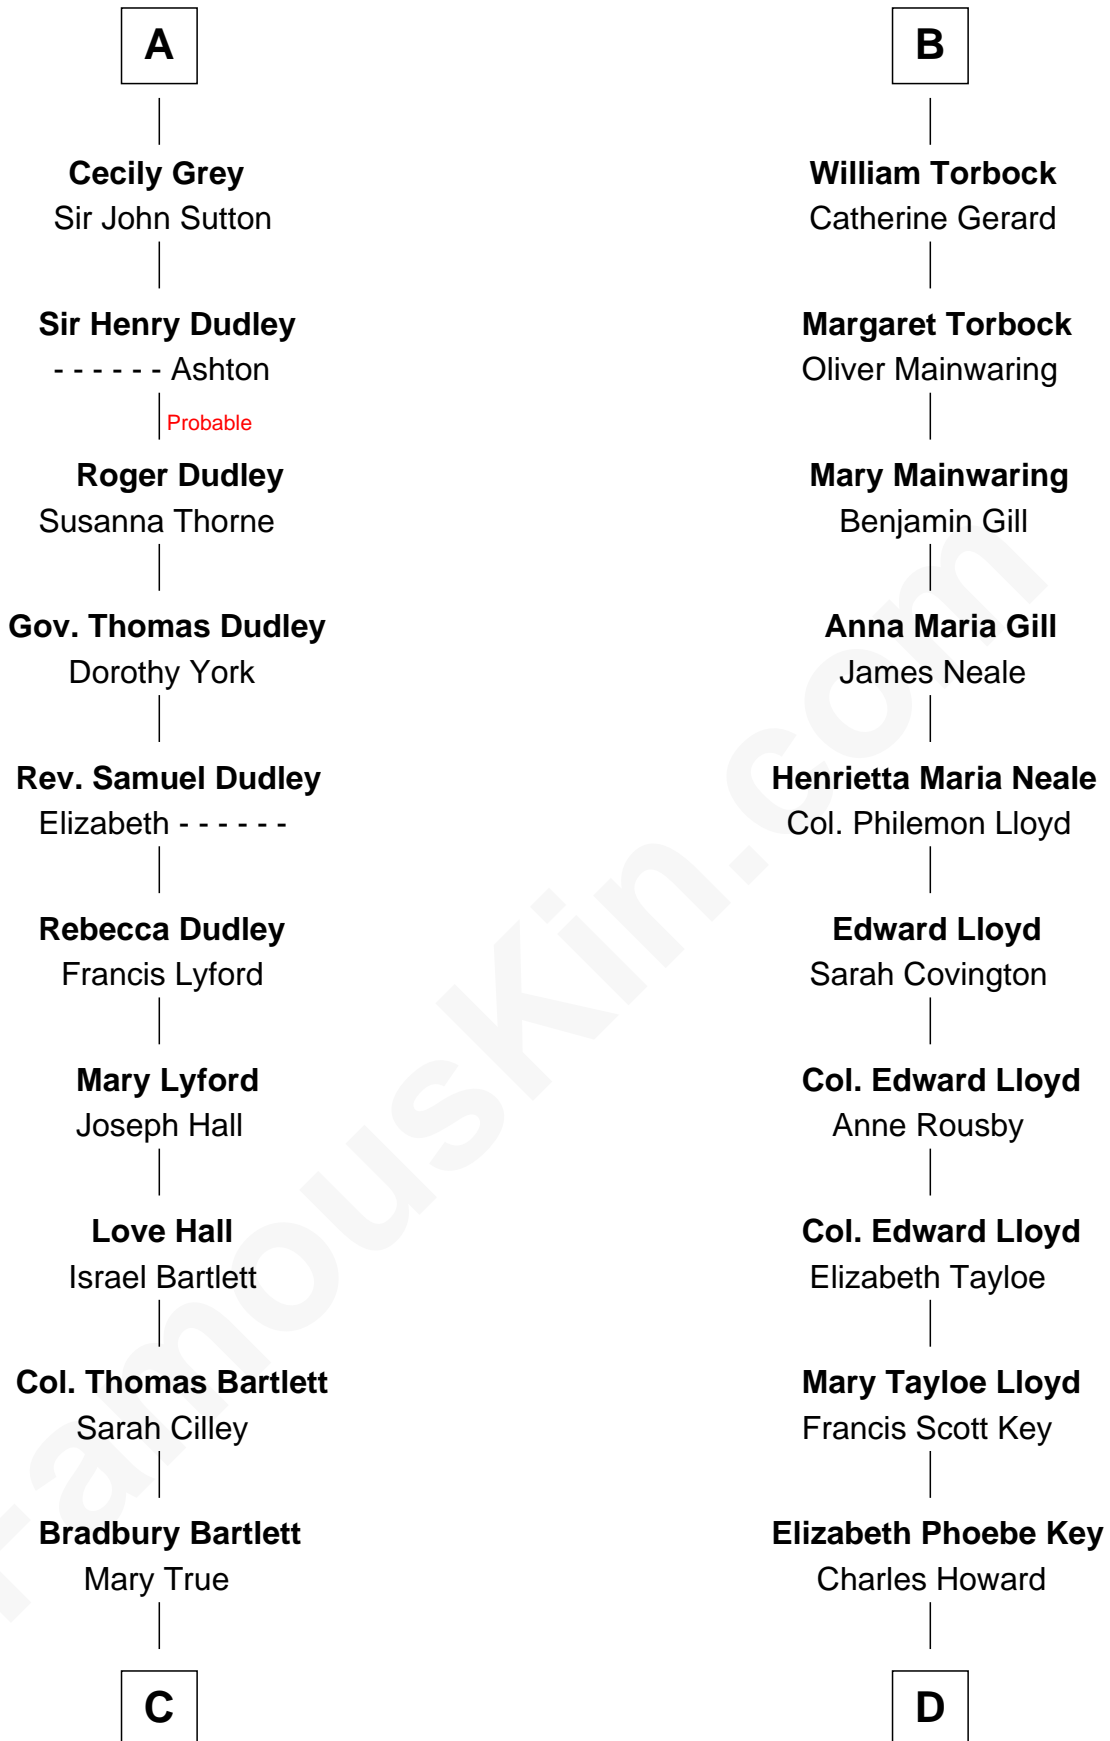 A
Cecily Grey
Sir John Sutton
Sir Henry Dudley
- - - - - - Ashton
Probable
Roger Dudley
Susanna Thorne
Gov. Thomas Dudley
Dorothy York
Rev. Samuel Dudley
Elizabeth - - - - - -
Rebecca Dudley
Francis Lyford
Mary Lyford
Joseph Hall
Love Hall
Israel Bartlett
Col. Thomas Bartlett
Sarah Cilley
Bradbury Bartlett
Mary True
C
B
William Torbock
Catherine Gerard
Margaret Torbock
Oliver Mainwaring
Mary Mainwaring
Benjamin Gill
Anna Maria Gill
James Neale
Henrietta Maria Neale
Col. Philemon Lloyd
Edward Lloyd
Sarah Covington
Col. Edward Lloyd
Anne Rousby
Col. Edward Lloyd
Elizabeth Tayloe
Mary Tayloe Lloyd
Francis Scott Key
Elizabeth Phoebe Key
Charles Howard
D
FamousKin.com